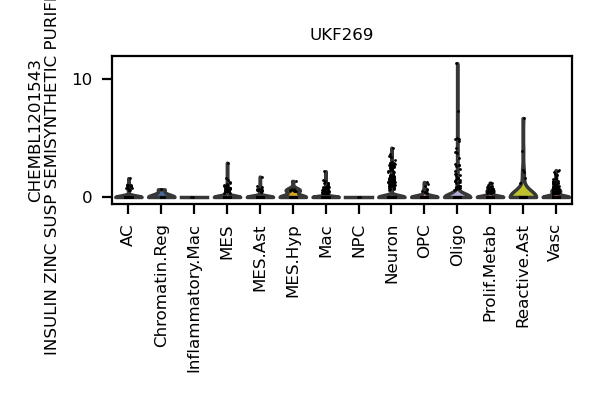 UKF269
CHEMBL1201543
INSULIN ZINC SUSP SEMISYNTHETIC
10
0
AC
Chromatin.Reg
Inflammatory.Mac
MES
MES.Ast
MES.Hyp
Mac
NPC
Neuron
OPC
Oligo
Prolif.Metab
Reactive.Ast
Vasc